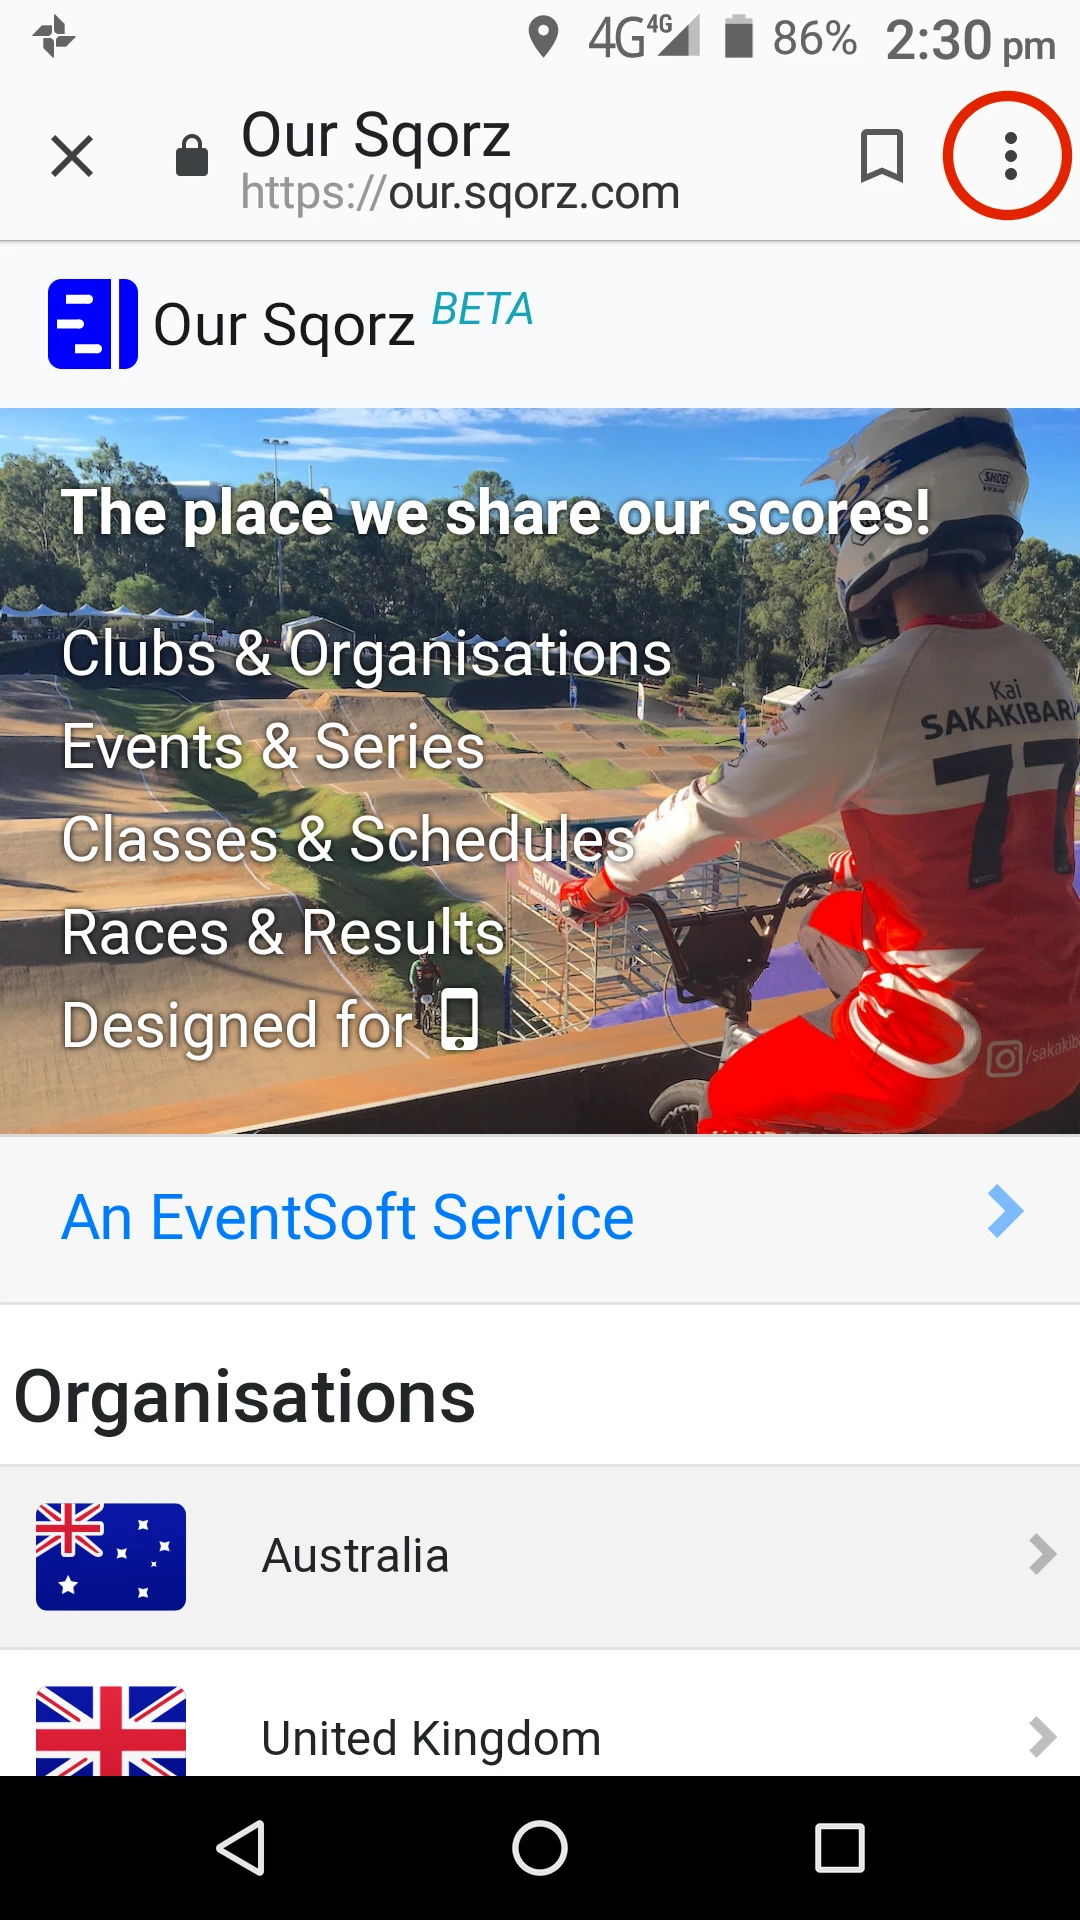 4G 4G 86% 2:30 pm
Our Sqorz
https://our.sqorz.com
Our Sqorz BETA
The place we share our scores!
SHOEI
Clubs & Organisations
Kai
SAKAKIBARA
Events & Series
77
Classes & Schedules
Races & Results
Designed for
An EventSoft Service
Organisations
Australia
United Kingdom